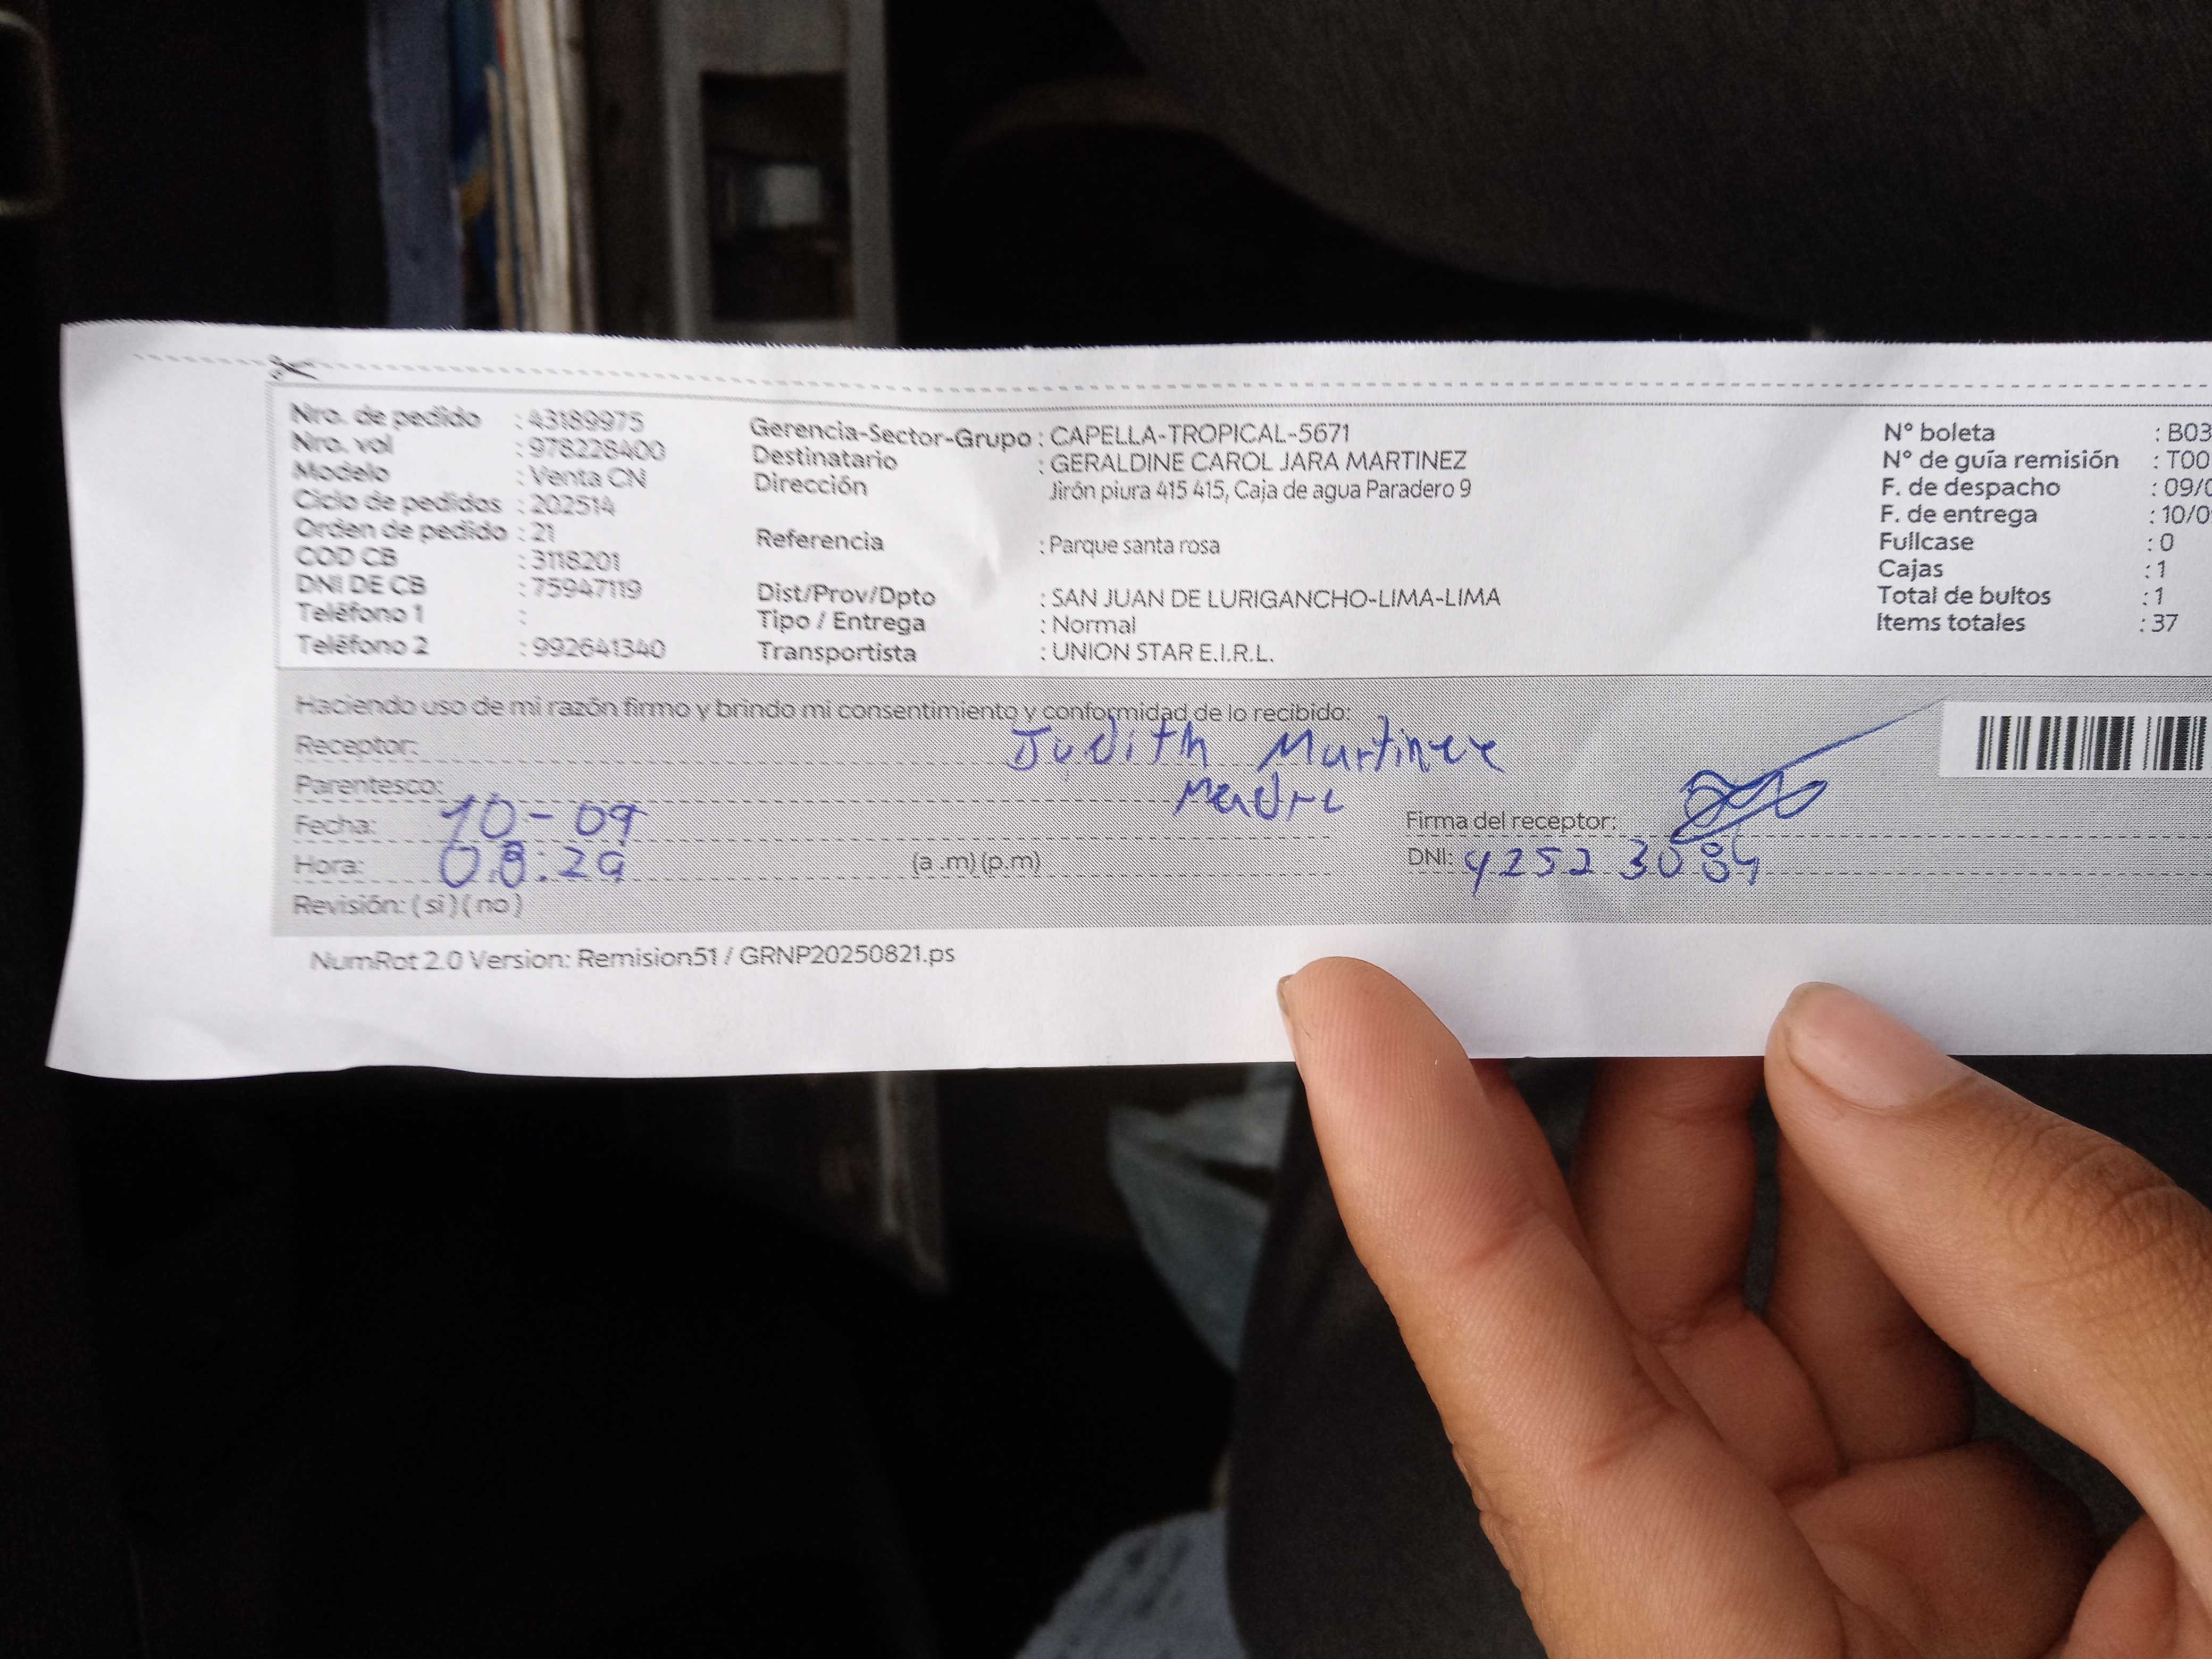 Nro. de pedido : 43189975
Nro. vol : 978228400
Modelo : Venta CN
Ciclo de pedidos : 202514
Orden de pedido : 21
COD CB : 3118201
DNI DE CB : 75947119
Teléfono 1 :
Teléfono 2 : 992641340
Gerencia-Sector-Grupo : CAPELLA-TROPICAL-5671
Destinatario : GERALDINE CAROL JARA MARTINEZ
Dirección Jirón piura 415 415, Caja de agua Paradero 9
Referencia : Parque santa rosa
Dist/Prov/Dpto : SAN JUAN DE LURIGANCHO-LIMA-LIMA
Tipo / Entrega : Normal
Transportista : UNION STAR E.I.R.L.
N° boleta : B03
N° de guía remisión : T00
F. de despacho : 09/0
F. de entrega : 10/0
Fullcase : 0
Cajas : 1
Total de bultos : 1
Items totales : 37
Haciendo uso de mi razón firmo y brindo mi consentimiento y conformidad de lo recibido:
Receptor: Judith
Parentesco: Madre
Fecha: 10-09
Hora: 08:29 (a .m) (p.m)
Revisión: ( si ) ( no )
Firma del receptor:
DNI: 4252 30
NumRot 2.0 Version: Remision51 / GRNP20250821.ps